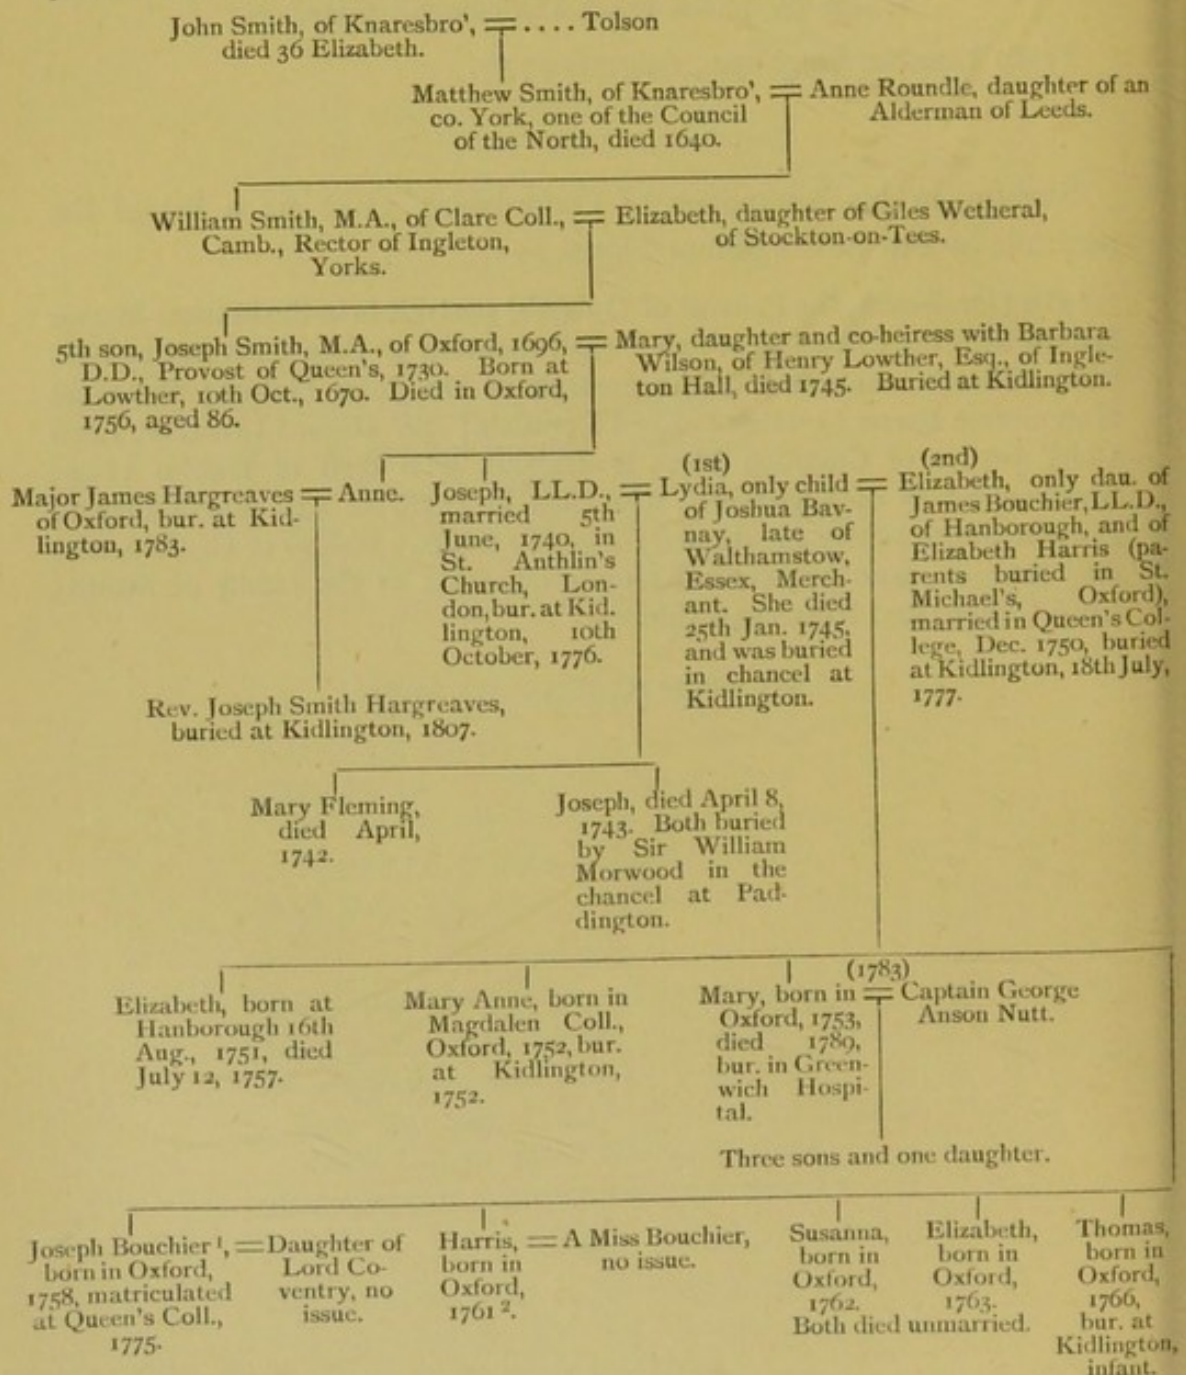 John Smith, of Knaresbro', = .... Tolson
died 36 Elizabeth.
Matthew Smith, of Knaresbro', = Anne Roundle, daughter of an
co. York, one of the Council
Alderman of Leeds.
of the North, died 1640.
William Smith, M.A., of Clare Coll., = Elizabeth, daughter of Giles Wetheral,
Camb., Rector of Ingleton,
of Stockton-on-Tees.
Yorks.
5th son, Joseph Smith, M.A., of Oxford, 1696, =
D.D., Provost of Queen's, 1730. Born at
Lowther, 10th Oct., 1670. Died in Oxford,
1756, aged 86.
Mary, daughter and co-heiress with Barbara
Wilson, of Henry Lowther, Esq., of Ingle-
ton Hall, died 1745. Buried at Kidlington.
Major James Hargreaves = Anne.
of Oxford, bur. at Kid-
lington, 1783.
Joseph, LL.D., =
married 5th
June, 1740, in
St. Anthlin's
Church, Lon-
don, bur. at Kid.
lington, 10th
October, 1776.
(1st)
Lydia, only child =
of Joshua Bav-
nay, late of
Walthamstow,
Essex, Merch-
ant. She died
25th Jan. 1745,
and was buried
in chancel at
Kidlington.
(2nd)
Elizabeth, only dau. of
James Bouchier, LL.D.,
of Hanborough, and of
Elizabeth Harris (pa-
rents buried in St.
Michael's, Oxford),
married in Queen's Col-
lege, Dec. 1750, buried
at Kidlington, 18th July,
1777.
Rev. Joseph Smith Hargreaves,
buried at Kidlington, 1807.
Mary Fleming,
died April,
1742.
Joseph, died April 8,
1743. Both buried
by Sir William
Morwood in the
chancel at Pad-
dington.
Elizabeth, born at
Hanborough 16th
Aug., 1751, died
July 12, 1757.
Mary Anne, born in
Magdalen Coll.,
Oxford, 1752, bur.
at Kidlington,
1752.
(1783)
Mary, born in = Captain George
Oxford, 1753,
Anson Nutt.
died 1789,
bur. in Green-
wich Hospi-
tal.
Three sons and one daughter.
Joseph Bouchier ¹, =
born in Oxford,
1758, matriculated
at Queen's Coll.,
1775.
Daughter of
Lord Co-
ventry, no
issue.
Harris, =
born in
Oxford,
1761 ².
A Miss Bouchier,
no issue.
Susanna,
born in
Oxford,
1762.
Elizabeth,
born in
Oxford,
1763.
Both died unmarried.
Thomas,
born in
Oxford,
1766,
bur. at
Kidlington,
infant.